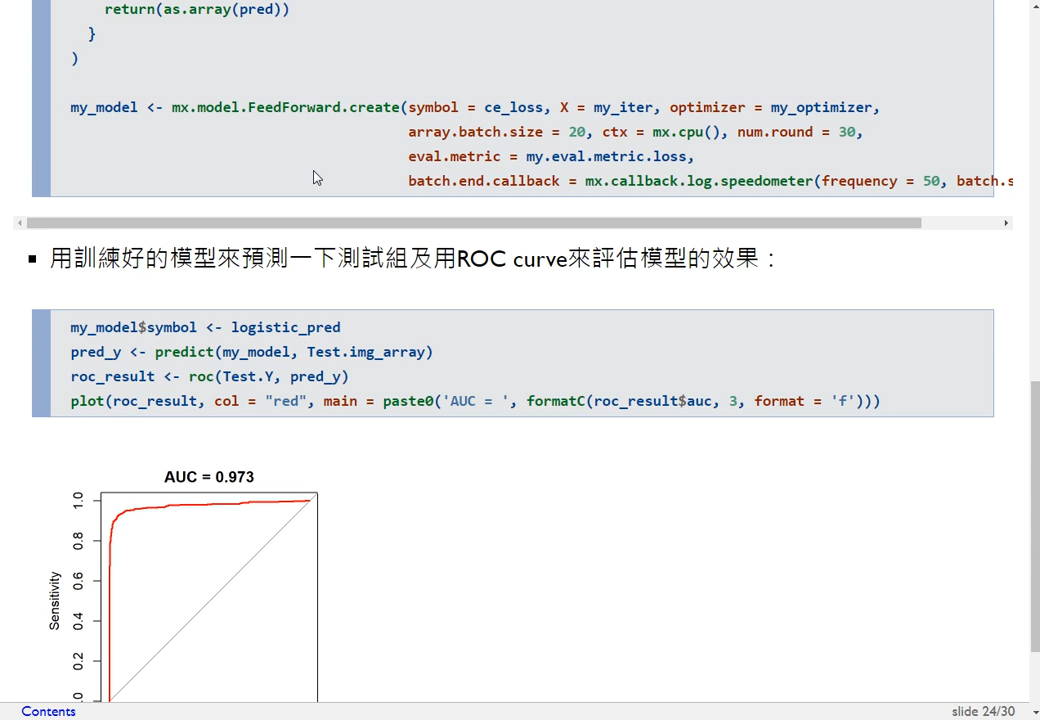 return(as.array(pred))
}
)
my_model <- mx.model.FeedForward.create(symbol = ce_loss, X = my_iter, optimizer = my_optimizer,
array.batch.size = 20, ctx = mx.cpu(), num.round = 30,
eval.metric = my.eval.metric.loss,
batch.end.callback = mx.callback.log.speedometer(frequency = 50, batch.s
▪ 用訓練好的模型來預測一下測試組及用ROC curve來評估模型的效果：
my_model$symbol <- logistic_pred
pred_y <- predict(my_model, Test.img_array)
roc_result <- roc(Test.Y, pred_y)
plot(roc_result, col = "red", main = paste0('AUC = ', formatC(roc_result$auc, 3, format = 'f')))
AUC = 0.973
1.0
0.8
0.6
0.4
0.2
.0
Sensitivity
Contents
slide 24/30